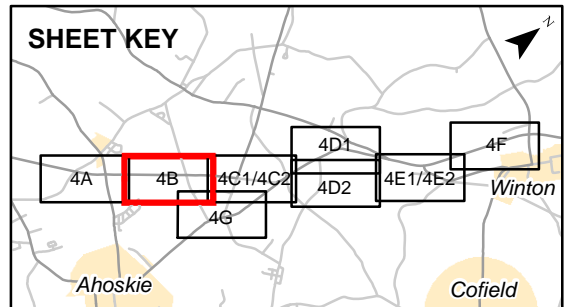 SHEET KEY
N
4D1
4F
4A
4B
4C1/4C2
4D2
4E1/4E2
Winton
4G
Ahoskie
Cofield